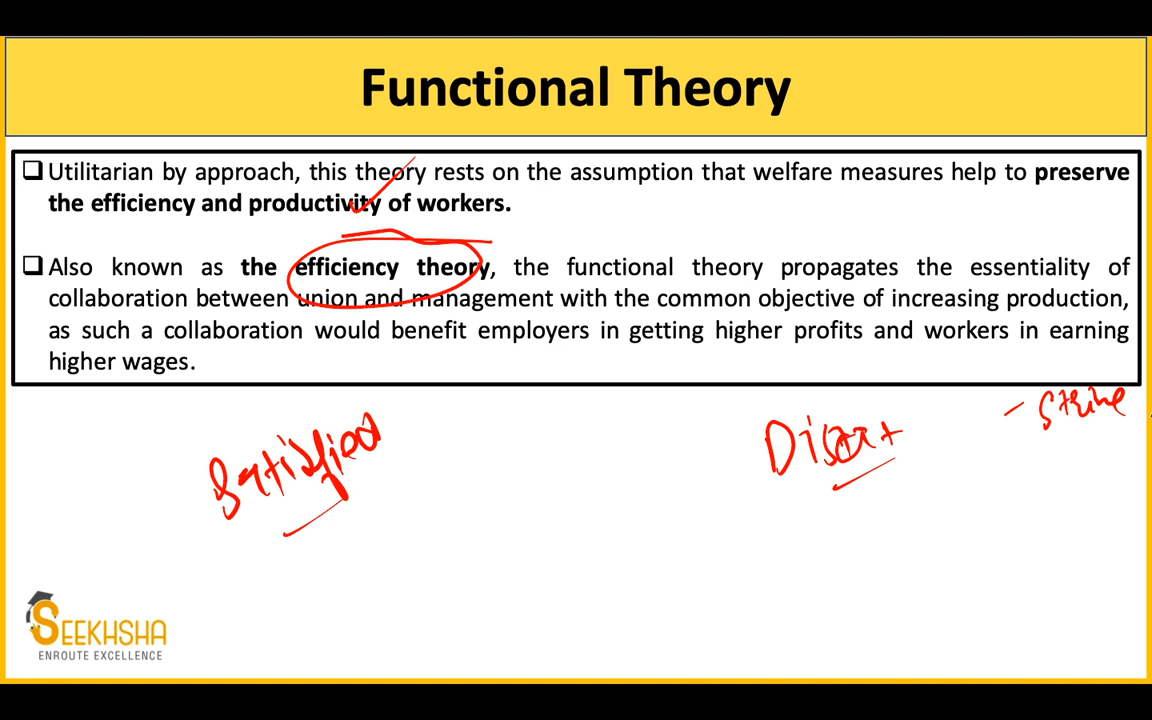 Functional Theory
Utilitarian by approach, this theory rests on the assumption that welfare measures help to preserve
the efficiency and productivity of workers.
Also known as the efficiency theory, the functional theory propagates the essentiality of
collaboration between union and management with the common objective of increasing production,
as such a collaboration would benefit employers in getting higher profits and workers in earning
higher wages.
Satisfied
SEEKHSHA
ENROUTE EXCELLENCE